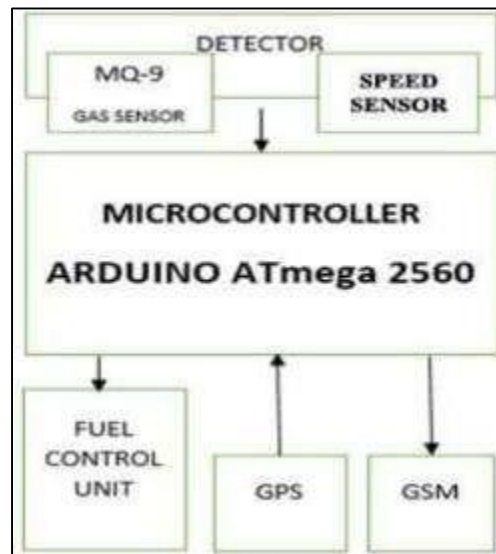 DETECTOR
MQ-9
GAS SENSOR
SPEED
SENSOR
MICROCONTROLLER
ARDUINO ATmega 2560
FUEL
CONTROL
UNIT
GPS
GSM